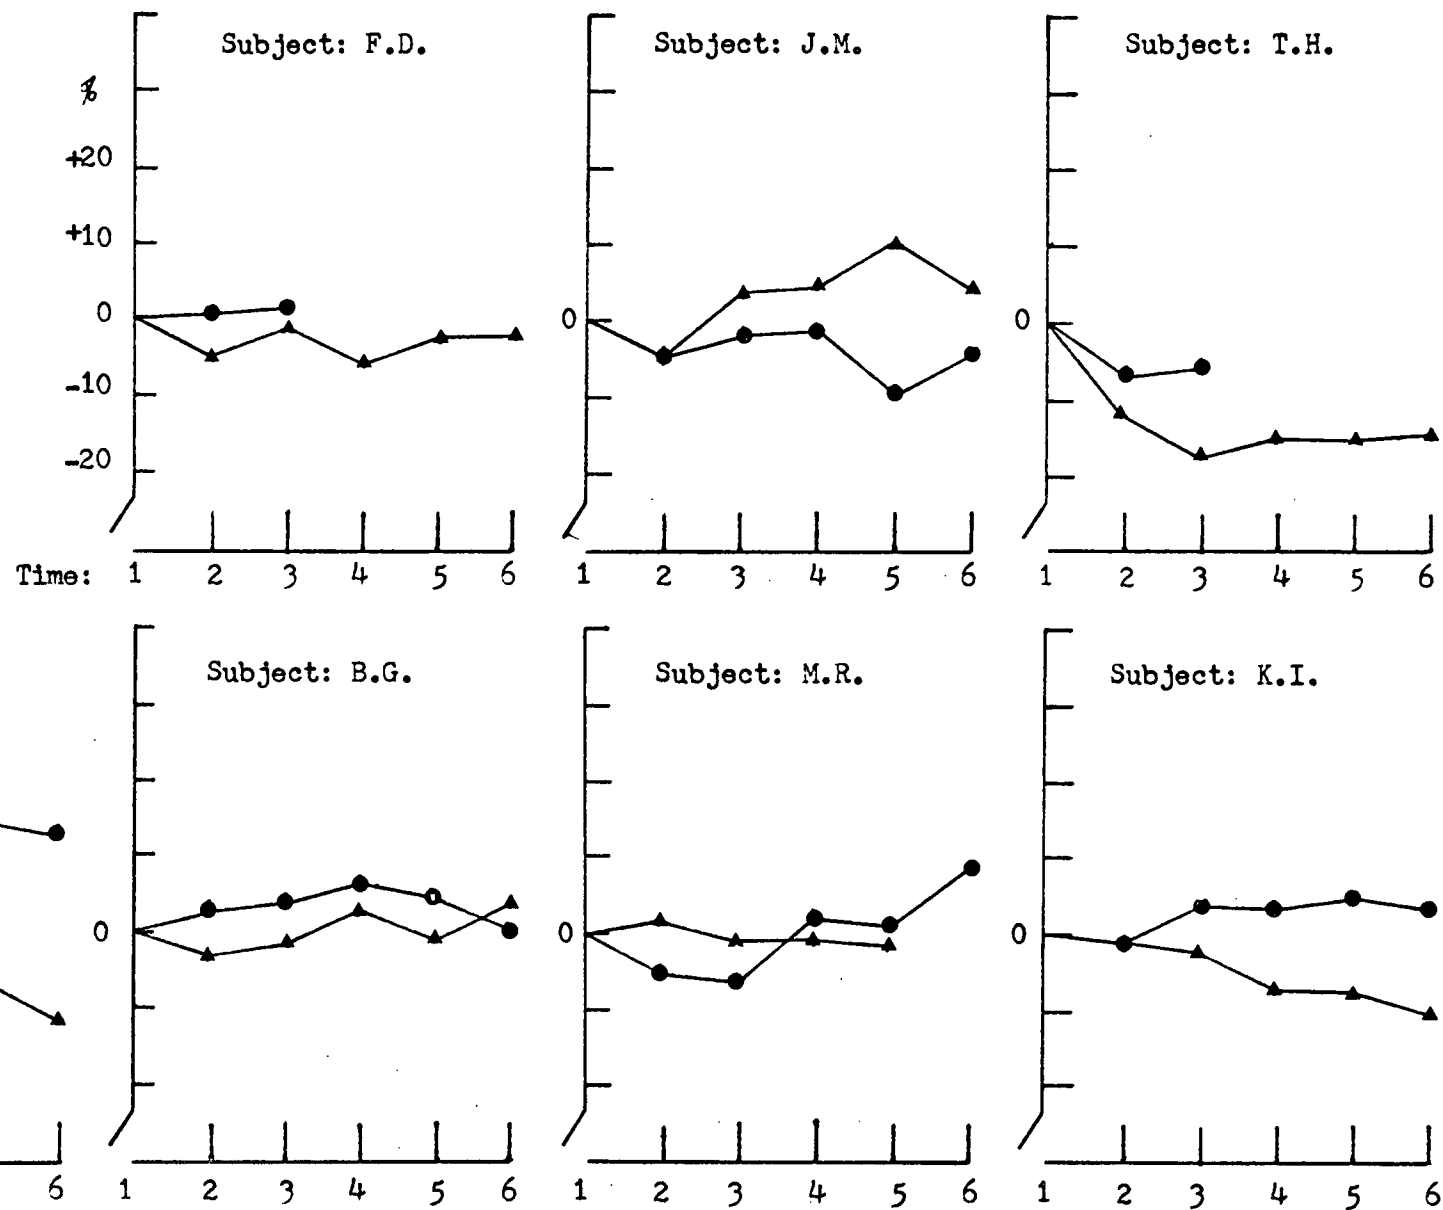 Subject: F.D. Subject: J.M. Subject: T.H.
%
+20
+10
0 0 0
-10
-20
Time: 1 2 3 4 5 6 1 2 3 4 5 6 1 2 3 4 5 6
Subject: B.G. Subject: M.R. Subject: K.I.
0 0 0
6 1 2 3 4 5 6 1 2 3 4 5 6 1 2 3 4 5 6